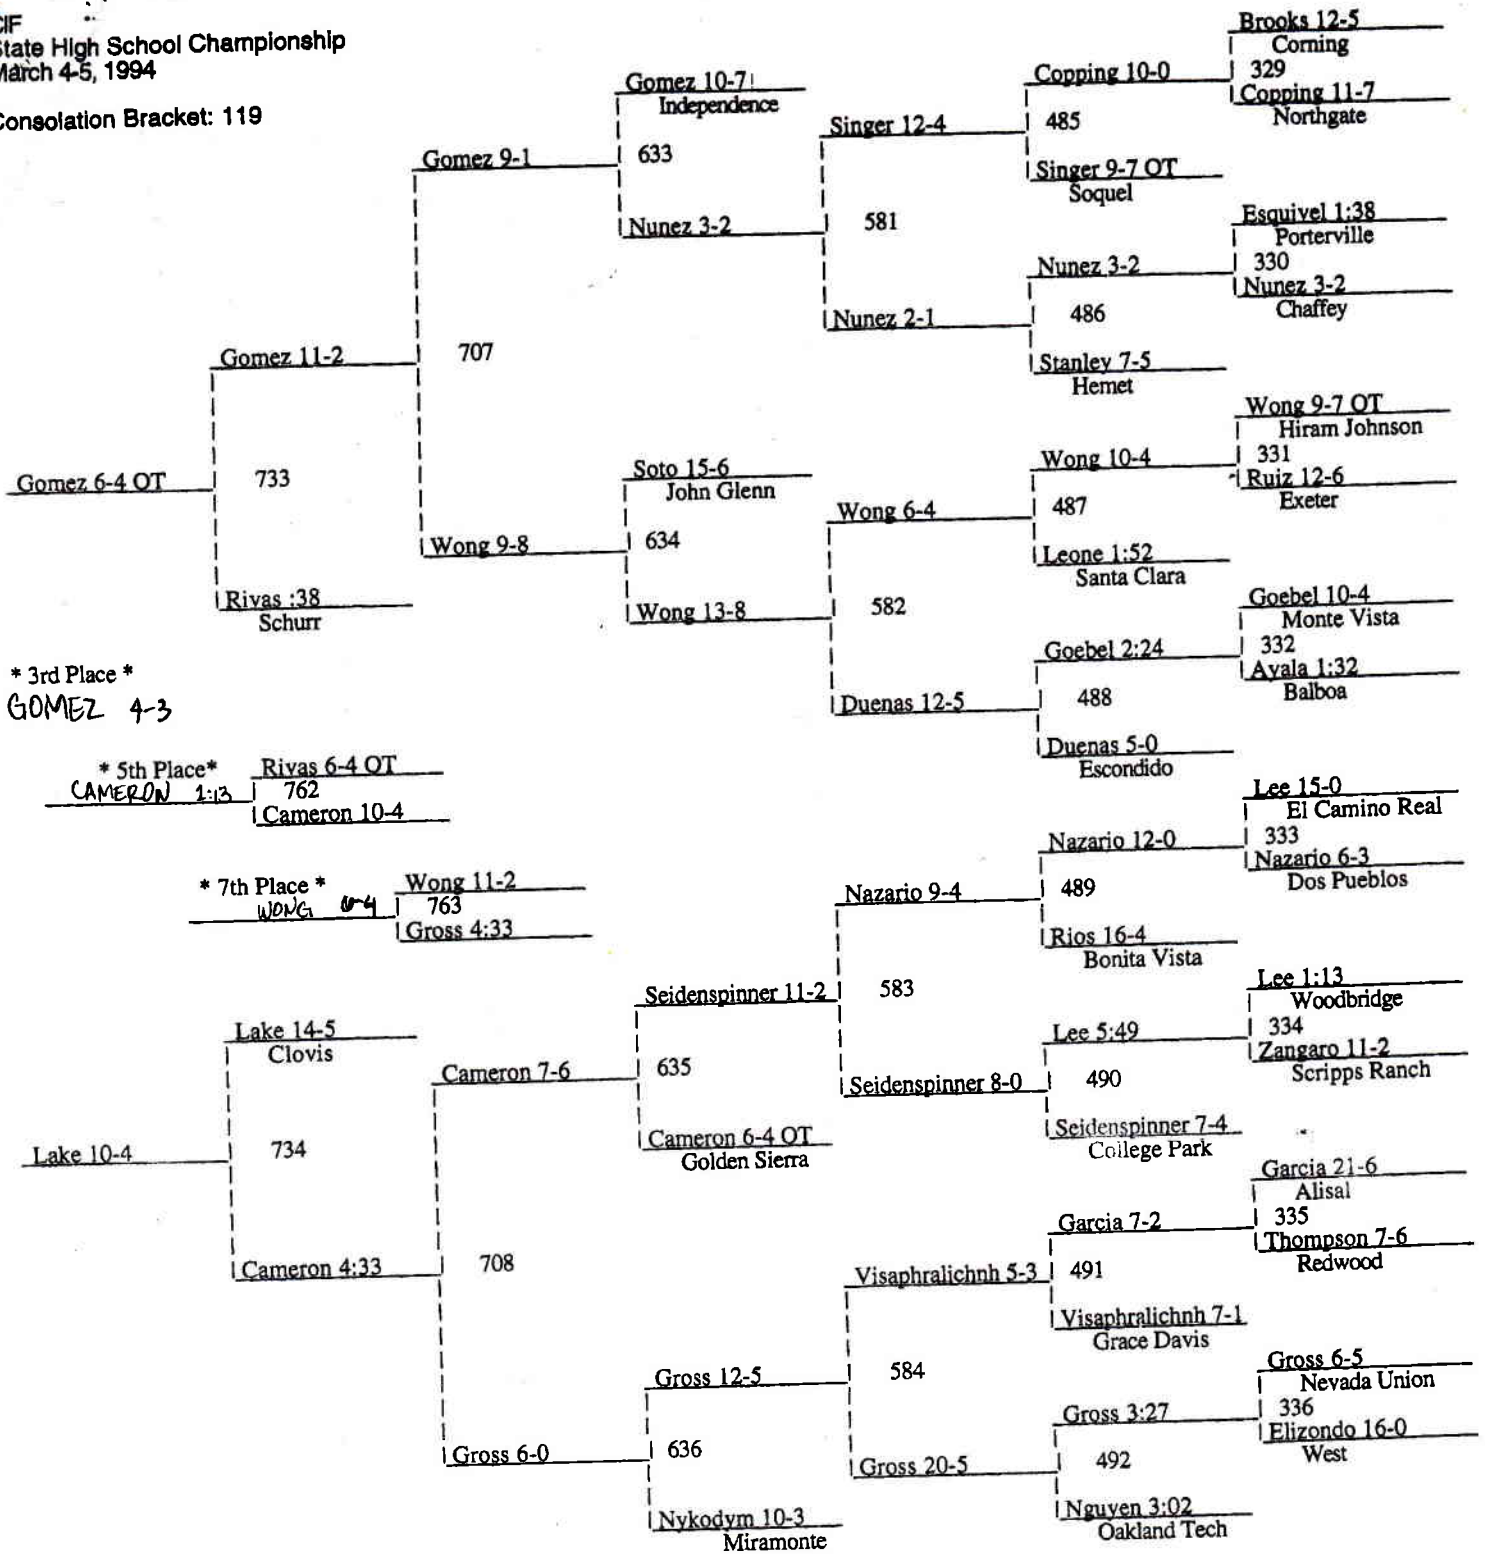 CIF
State High School Championship
March 4-5, 1994
Consolation Bracket: 119
Brooks 12-5
Corning
329
Copping 11-7
Northgate
Copping 10-0
485
Singer 9-7 OT
Soquel
Esquivel 1:38
Porterville
330
Nunez 3-2
Chaffey
Nunez 3-2
486
Stanley 7-5
Hemet
Singer 12-4
581
Nunez 2-1
Gomez 10-7
Independence
633
Nunez 3-2
Gomez 9-1
707
Wong 9-8
Wong 9-7 OT
Hiram Johnson
331
Ruiz 12-6
Exeter
Wong 10-4
487
Leone 1:52
Santa Clara
Goebel 10-4
Monte Vista
332
Ayala 1:32
Balboa
Goebel 2:24
488
Duenas 5-0
Escondido
Wong 6-4
582
Duenas 12-5
Soto 15-6
John Glenn
634
Wong 13-8
Gomez 11-2
733
Rivas :38
Schurr
Gomez 6-4 OT
* 3rd Place *
GOMEZ 4-3
* 5th Place*
CAMERON 2:13
Rivas 6-4 OT
762
Cameron 10-4
* 7th Place *
WONG
Wong 11-2
763
Gross 4:33
Lee 15-0
El Camino Real
333
Nazario 6-3
Dos Pueblos
Nazario 12-0
489
Rios 16-4
Bonita Vista
Lee 1:13
Woodbridge
334
Zangaro 11-2
Scripps Ranch
Lee 5:49
490
Seidenspinner 7-4
College Park
Nazario 9-4
583
Seidenspinner 8-0
Seidenspinner 11-2
635
Cameron 6-4 OT
Golden Sierra
Cameron 7-6
708
Gross 6-0
Lake 14-5
Clovis
734
Cameron 4:33
Lake 10-4
Garcia 21-6
Alisal
335
Thompson 7-6
Redwood
Garcia 7-2
491
Visaphralichnh 7-1
Grace Davis
Gross 6-5
Nevada Union
336
Elizondo 16-0
West
Gross 3:27
492
Nguyen 3:02
Oakland Tech
Visaphralichnh 5-3
584
Gross 20-5
Gross 12-5
636
Nykodym 10-3
Miramonte